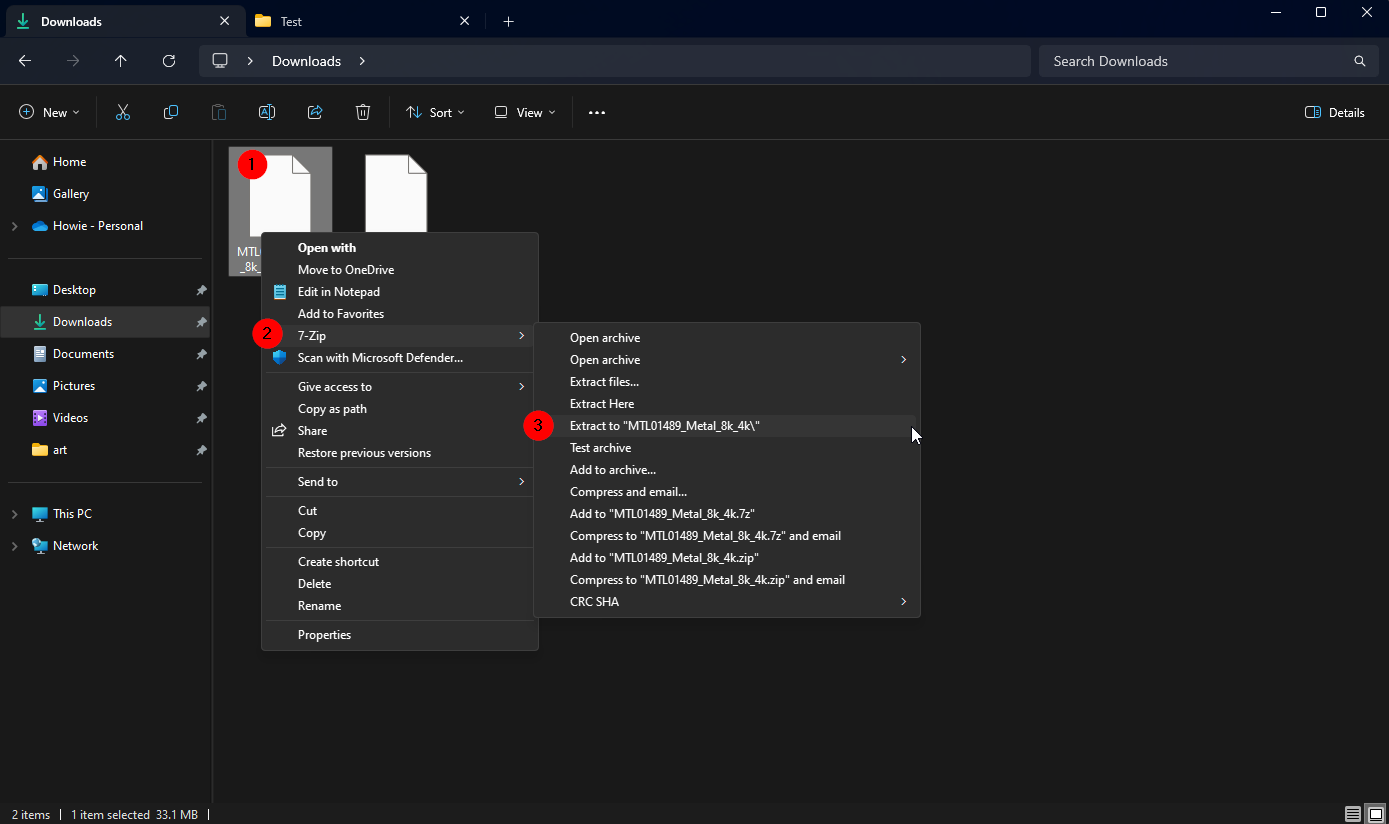 Downloads
Test
Downloads
Search Downloads
New
Sort
View
Details
Home
Gallery
Howie - Personal
Desktop
Downloads
Documents
Pictures
Videos
art
This PC
Network
1
MTL
_8k_
Open with
Move to OneDrive
Edit in Notepad
Add to Favorites
2
7-Zip
Scan with Microsoft Defender...
Give access to
Copy as path
Share
Restore previous versions
Send to
Cut
Copy
Create shortcut
Delete
Rename
Properties
Open archive
Open archive
Extract files...
Extract Here
3
Extract to "MTL01489_Metal_8k_4k\"
Test archive
Add to archive...
Compress and email...
Add to "MTL01489_Metal_8k_4k.7z"
Compress to "MTL01489_Metal_8k_4k.7z" and email
Add to "MTL01489_Metal_8k_4k.zip"
Compress to "MTL01489_Metal_8k_4k.zip" and email
CRC SHA
2 items | 1 item selected 33.1 MB |